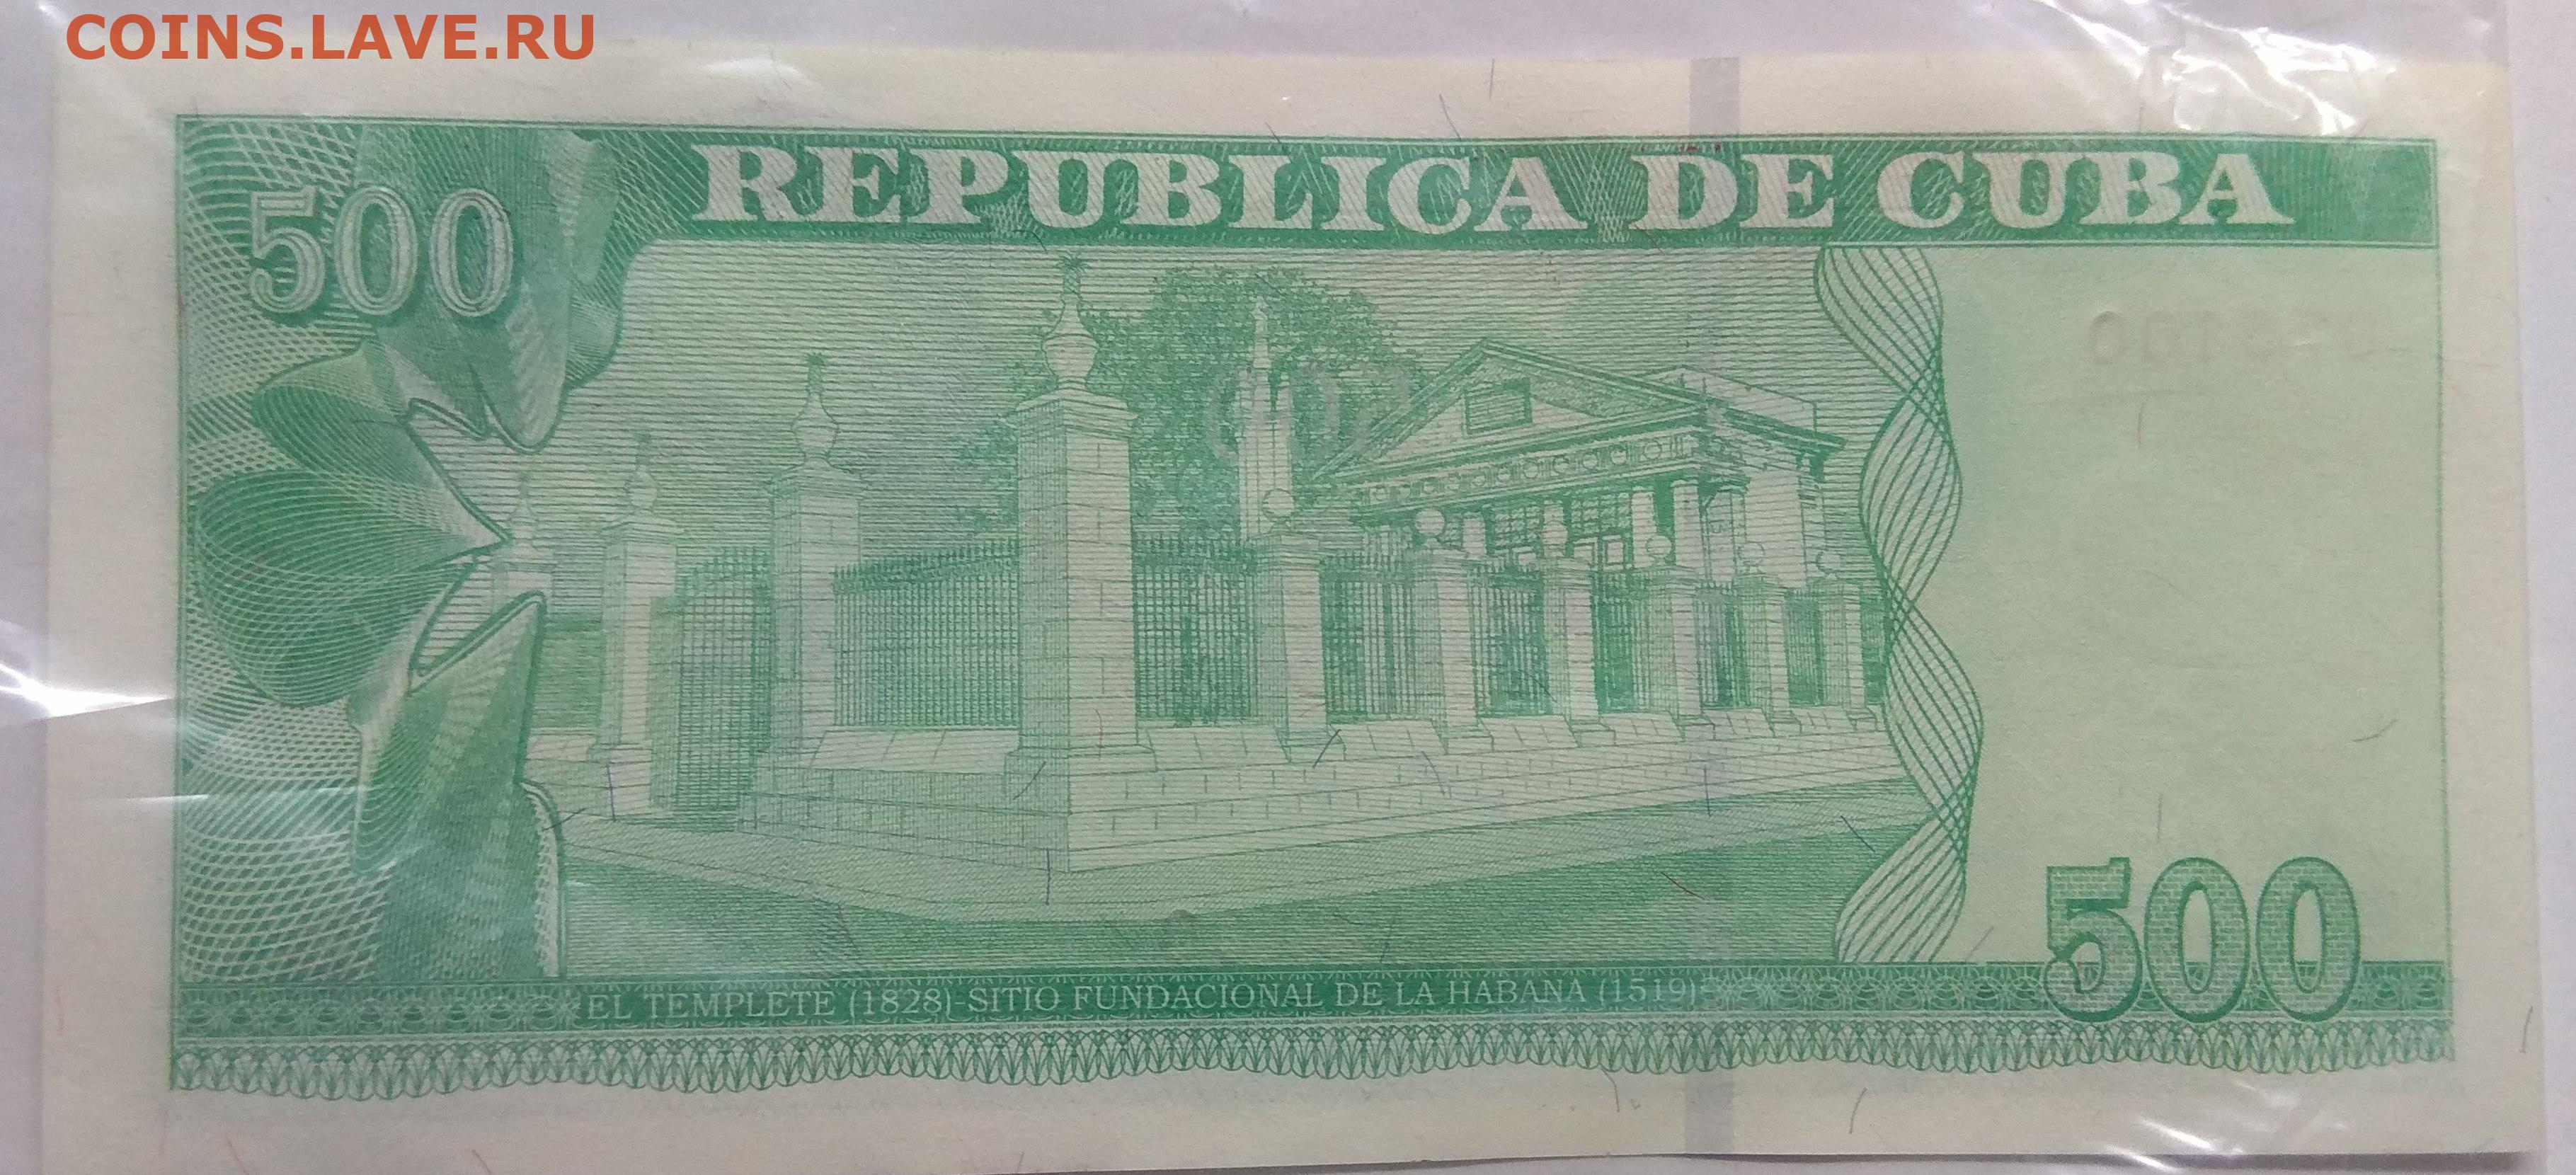 COINS.LAVE.RU
REPUBLICA DE CUBA
500
EL TEMPLETE (1828)-SITIO FUNDACIONAL DE LA HABANA (1519)
500